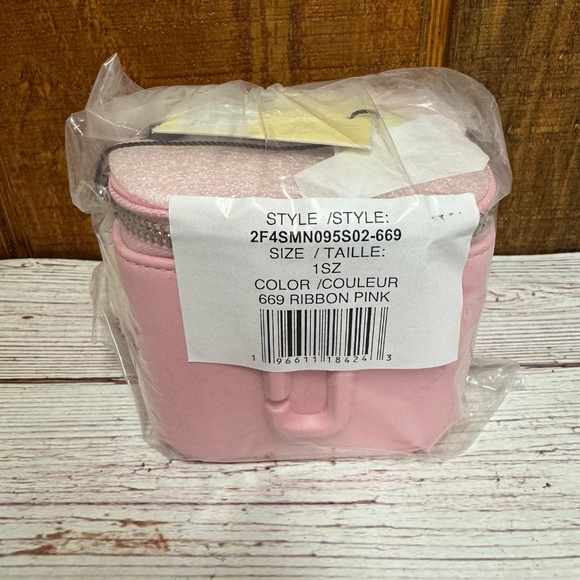 STYLE /STYLE:
2F4SMN095S02-669
SIZE / TAILLE:
1SZ
COLOR /COULEUR
669 RIBBON PINK
1 96611 18424 3